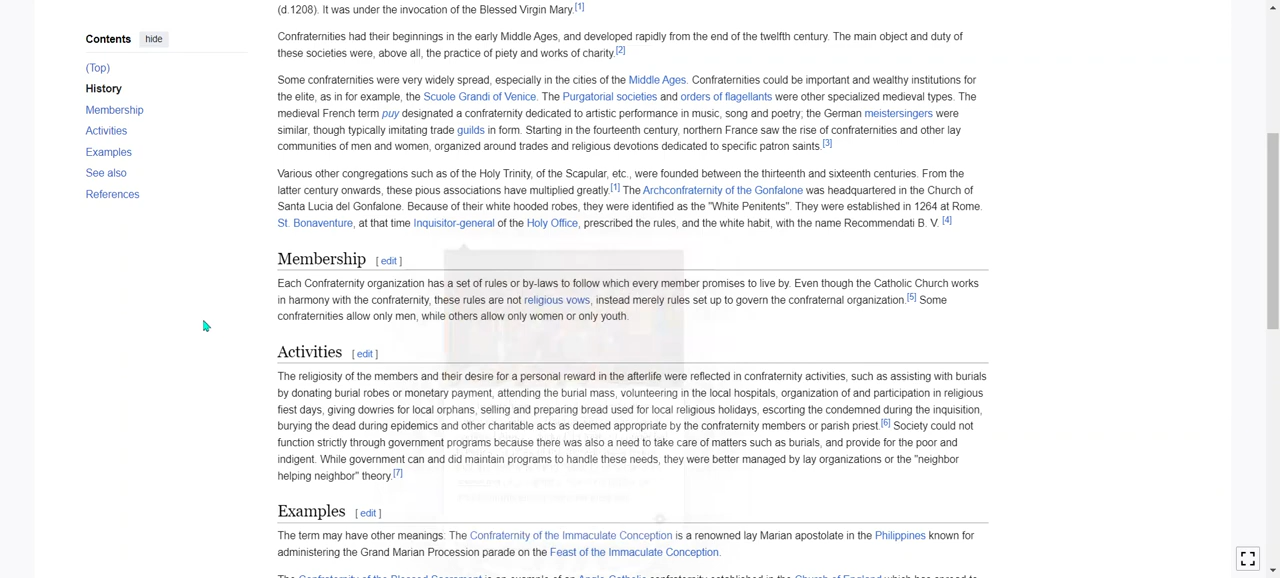 (d.1208). It was under the invocation of the Blessed Virgin Mary.[1]
Contents hide
Confraternities had their beginnings in the early Middle Ages, and developed rapidly from the end of the twelfth century. The main object and duty of
these societies were, above all, the practice of piety and works of charity.[2]
(Top)
History
Membership
Activities
Examples
See also
References
Some confraternities were very widely spread, especially in the cities of the Middle Ages. Confraternities could be important and wealthy institutions for
the elite, as in for example, the Scuole Grandi of Venice. The Purgatorial societies and orders of flagellants were other specialized medieval types. The
medieval French term puy designated a confraternity dedicated to artistic performance in music, song and poetry; the German meistersingers were
similar, though typically imitating trade guilds in form. Starting in the fourteenth century, northern France saw the rise of confraternities and other lay
communities of men and women, organized around trades and religious devotions dedicated to specific patron saints.[3]
Various other congregations such as of the Holy Trinity, of the Scapular, etc., were founded between the thirteenth and sixteenth centuries. From the
latter century onwards, these pious associations have multiplied greatly.[1] The Archconfraternity of the Gonfalone was headquartered in the Church of
Santa Lucia del Gonfalone. Because of their white hooded robes, they were identified as the "White Penitents". They were established in 1264 at Rome.
St. Bonaventure, at that time Inquisitor-general of the Holy Office, prescribed the rules, and the white habit, with the name Recommendati B. V. [4]
Membership [ edit ]
Each Confraternity organization has a set of rules or by-laws to follow which every member promises to live by. Even though the Catholic Church works
in harmony with the confraternity, these rules are not religious vows, instead merely rules set up to govern the confraternal organization.[5] Some
confraternities allow only men, while others allow only women or only youth.
Activities [ edit ]
The religiosity of the members and their desire for a personal reward in the afterlife were reflected in confraternity activities, such as assisting with burials
by donating burial robes or monetary payment, attending the burial mass, volunteering in the local hospitals, organization of and participation in religious
fiest days, giving dowries for local orphans, selling and preparing bread used for local religious holidays, escorting the condemned during the inquisition,
burying the dead during epidemics and other charitable acts as deemed appropriate by the confraternity members or parish priest.[6] Society could not
function strictly through government programs because there was also a need to take care of matters such as burials, and provide for the poor and
indigent. While government can and did maintain programs to handle these needs, they were better managed by lay organizations or the "neighbor
helping neighbor" theory.[7]
Examples [ edit ]
The term may have other meanings: The Confraternity of the Immaculate Conception is a renowned lay Marian apostolate in the Philippines known for
administering the Grand Marian Procession parade on the Feast of the Immaculate Conception.
The Confraternity of the Blessed Sacrament is an example of an Anglo-Catholic confraternity established in the Church of England which has spread to